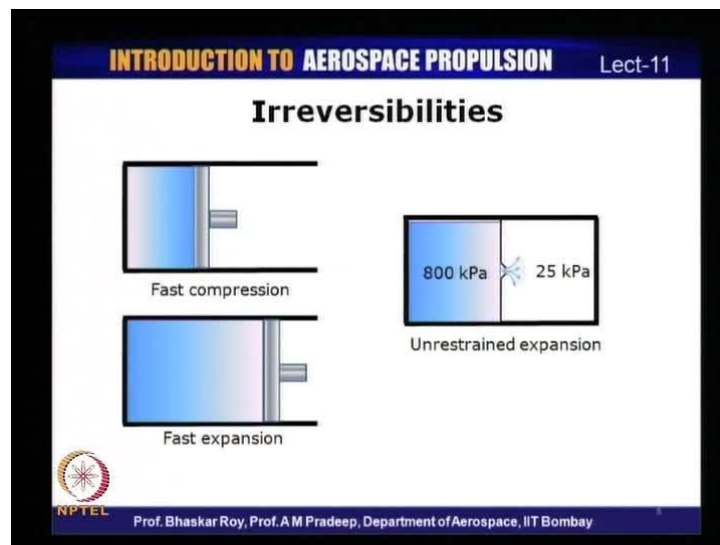 INTRODUCTION TO AEROSPACE PROPULSION
Lect-11
Irreversibilities
Fast compression
800 kPa
25 kPa
Unrestrained expansion
Fast expansion
NPTEL
Prof. Bhaskar Roy, Prof. A M Pradeep, Department of Aerospace, IIT Bombay